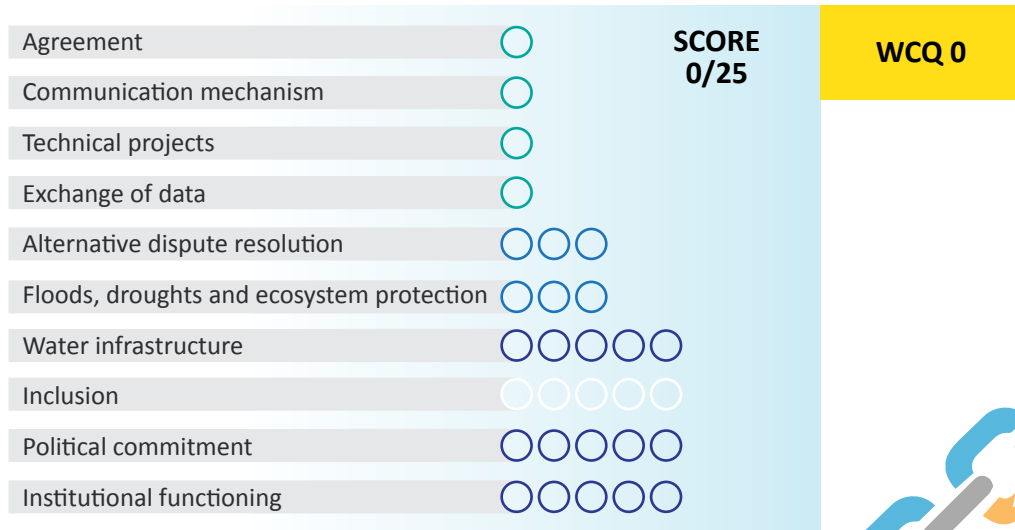 Agreement
SCORE
0/25
WCQ 0
Communication mechanism
Technical projects
Exchange of data
Alternative dispute resolution
Floods, droughts and ecosystem protection
Water infrastructure
Inclusion
Political commitment
Institutional functioning